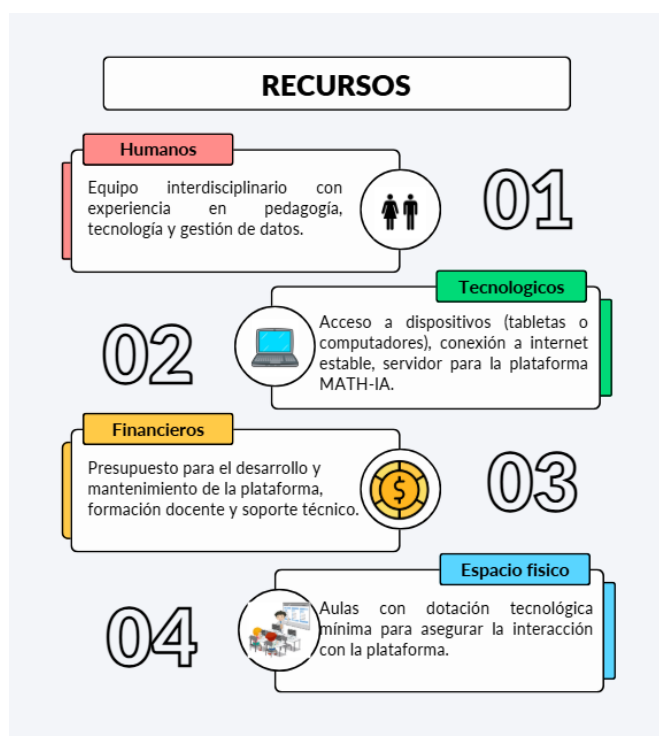 RECURSOS
Humanos
01
Equipo interdisciplinario con
experiencia en pedagogía,
tecnología y gestión de datos.
Tecnologicos
02
Acceso a dispositivos (tabletas o
computadores), conexión a internet
estable, servidor para la plataforma
MATH-IA.
Financieros
03
Presupuesto para el desarrollo y
mantenimiento de la plataforma,
formación docente y soporte técnico.
$
Espacio fisico
04
Aulas con dotación tecnológica
mínima para asegurar la interacción
con la plataforma.